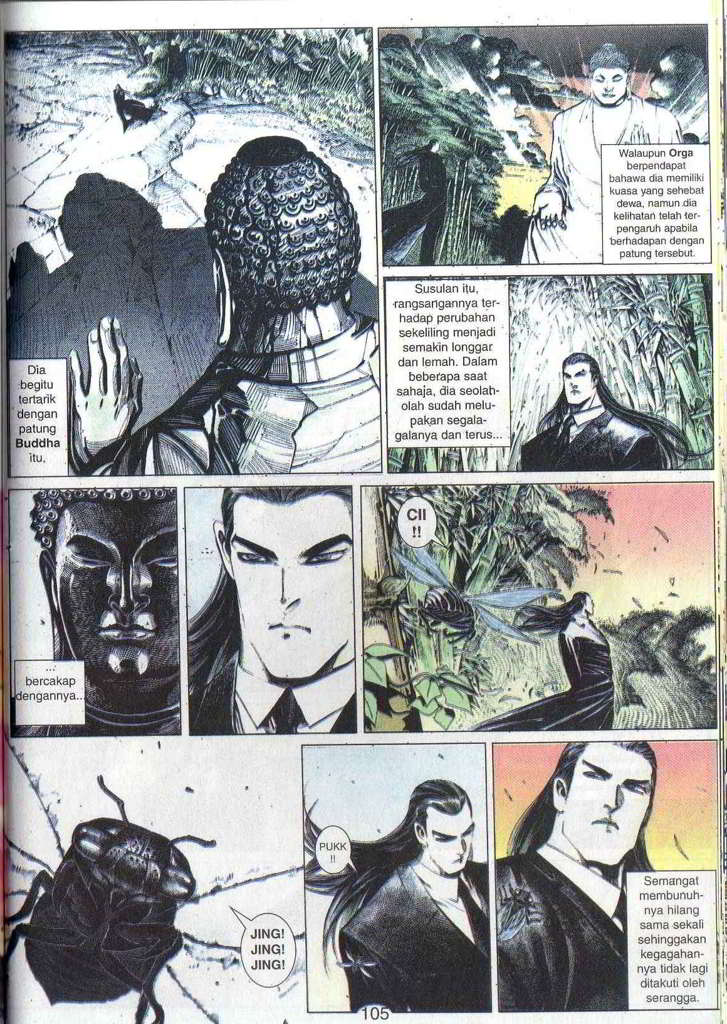 Dia
begitu
tertarik
dengan
patung
Buddha
itu.
Walaupun Orga
berpendapat
bahawa dia memiliki
kuasa yang sehebat
dewa, namun dia
kelihatan telah ter-
pengaruh apabila
berhadapan dengan
patung tersebut.
Susulan itu,
rangsangannya ter-
hadap perubahan
sekeliling menjadi
semakin longgar
dan lemah. Dalam
beberapa saat
sahaja, dia seolah-
olah sudah melu-
pakan segala-
galanya dan terus...
...
bercakap
dengannya...
...
CII
!!
JING!
JING!
JING!
PUKK
!!
Semangat
membunuh-
nya hilang
sama sekali
sehinggakan
kegagahan-
nya tidak lagi
ditakuti oleh
serangga.
105